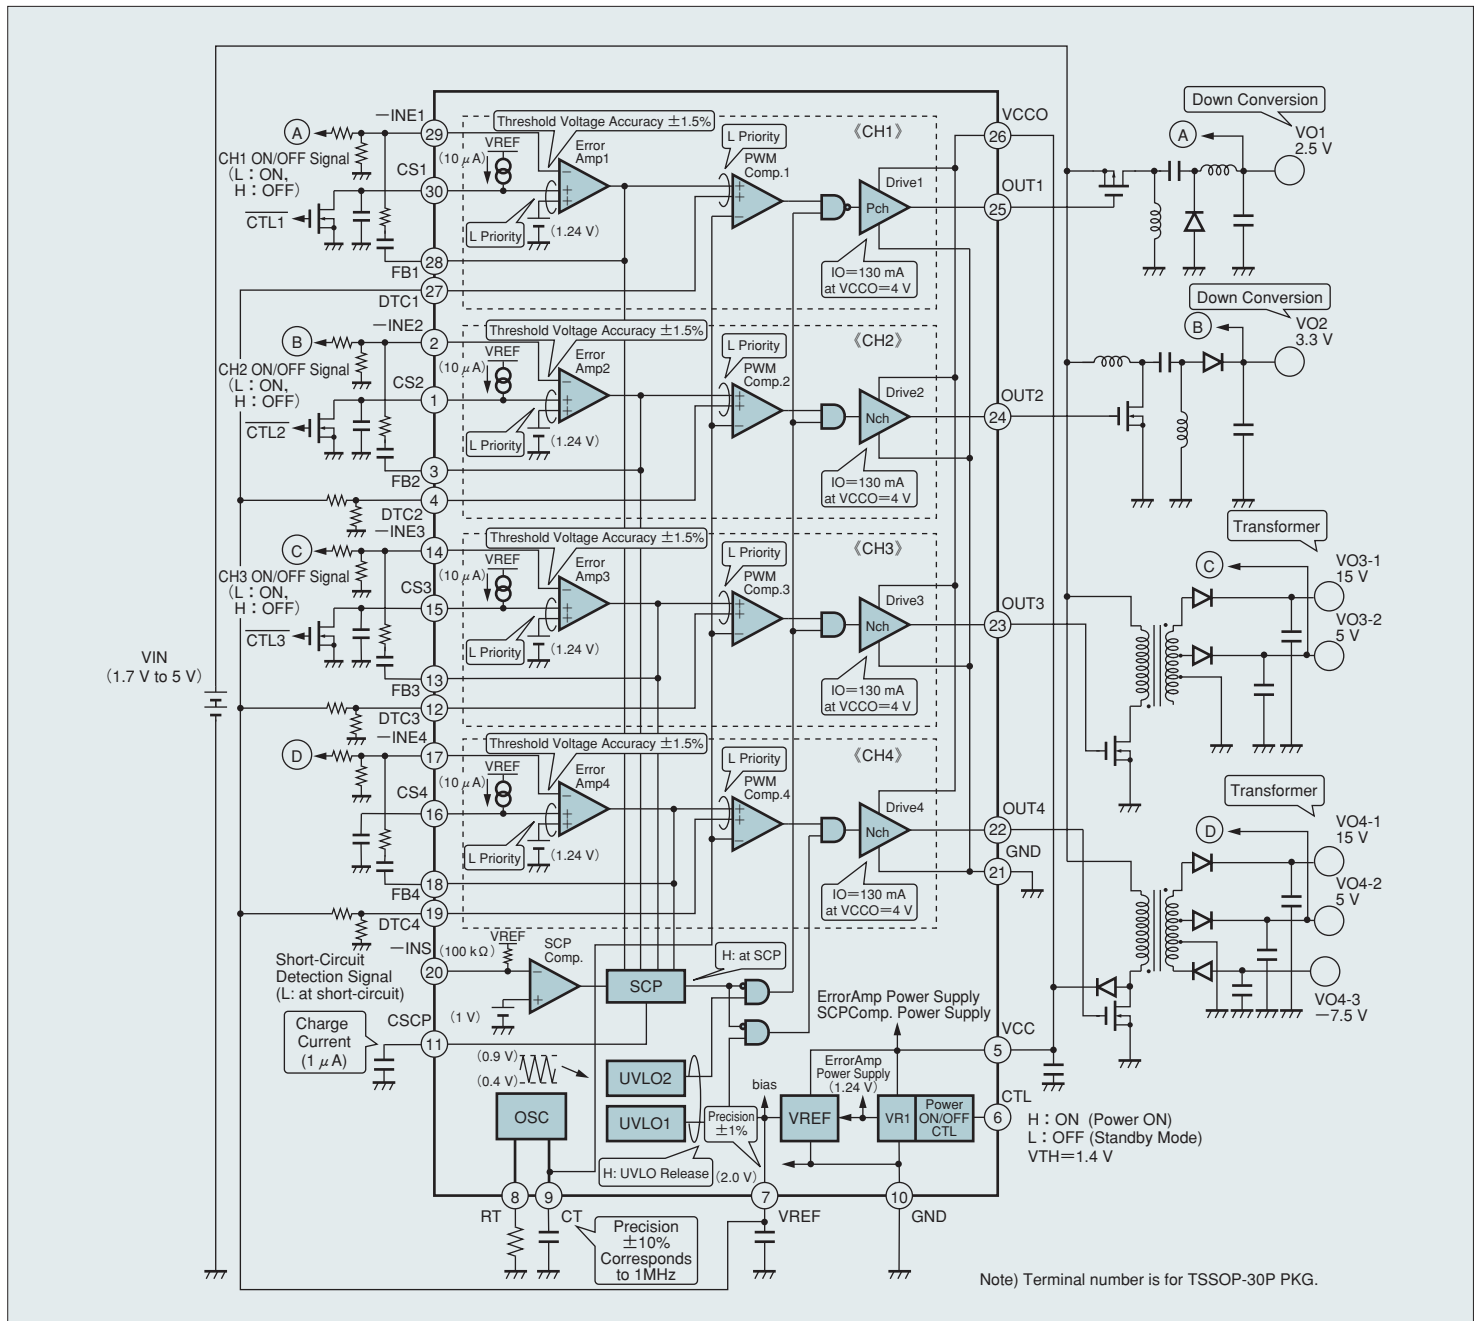 Down Conversion
A
VO1
2.5 V
−INE1
29
A
CH1 ON/OFF Signal
(L：ON,
H：OFF)
CS1
30
CTL1
28
FB1
27
DTC1
Threshold Voltage Accuracy ±1.5%
VREF
(10 μA)
Error
Amp1
L Priority
(1.24 V)
L Priority
PWM
Comp.1
《CH1》
Drive1
Pch
IO=130 mA
at VCCO=4 V
VCCO
26
OUT1
25
Down Conversion
B
VO2
3.3 V
−INE2
2
B
CH2 ON/OFF Signal
(L：ON,
H：OFF)
CS2
1
CTL2
3
FB2
4
DTC2
Threshold Voltage Accuracy ±1.5%
VREF
(10 μA)
Error
Amp2
L Priority
(1.24 V)
L Priority
PWM
Comp.2
《CH2》
Drive2
Nch
IO=130 mA
at VCCO=4 V
OUT2
24
Transformer
C
VO3-1
15 V
VO3-2
5 V
−INE3
14
C
CH3 ON/OFF Signal
(L：ON,
H：OFF)
CS3
15
CTL3
13
FB3
12
DTC3
Threshold Voltage Accuracy ±1.5%
VREF
(10 μA)
Error
Amp3
L Priority
(1.24 V)
L Priority
PWM
Comp.3
《CH3》
Drive3
Nch
IO=130 mA
at VCCO=4 V
OUT3
23
VIN
(1.7 V to 5 V)
Transformer
D
VO4-1
15 V
VO4-2
5 V
VO4-3
−7.5 V
−INE4
17
D
CS4
16
18
FB4
19
DTC4
Threshold Voltage Accuracy ±1.5%
VREF
(10 μA)
Error
Amp4
L Priority
(1.24 V)
L Priority
PWM
Comp.4
《CH4》
Drive4
Nch
IO=130 mA
at VCCO=4 V
OUT4
22
GND
21
−INS
20
(100 kΩ)
VREF
SCP
Comp.
(1 V)
SCP
H: at SCP
Short-Circuit
Detection Signal
(L: at short-circuit)
CSCP
11
Charge
Current
(1 μA)
(0.9 V)
(0.4 V)
OSC
UVLO2
UVLO1
H: UVLO Release
Precision
±1%
bias
(2.0 V)
ErrorAmp Power Supply
SCPComp. Power Supply
ErrorAmp
Power Supply
(1.24 V)
VREF
VR1
Power
ON/OFF
CTL
VCC
5
CTL
6
H：ON (Power ON)
L：OFF (Standby Mode)
VTH=1.4 V
8
RT
9
CT
Precision
±10%
Corresponds
to 1MHz
7
VREF
10
GND
Note) Terminal number is for TSSOP-30P PKG.